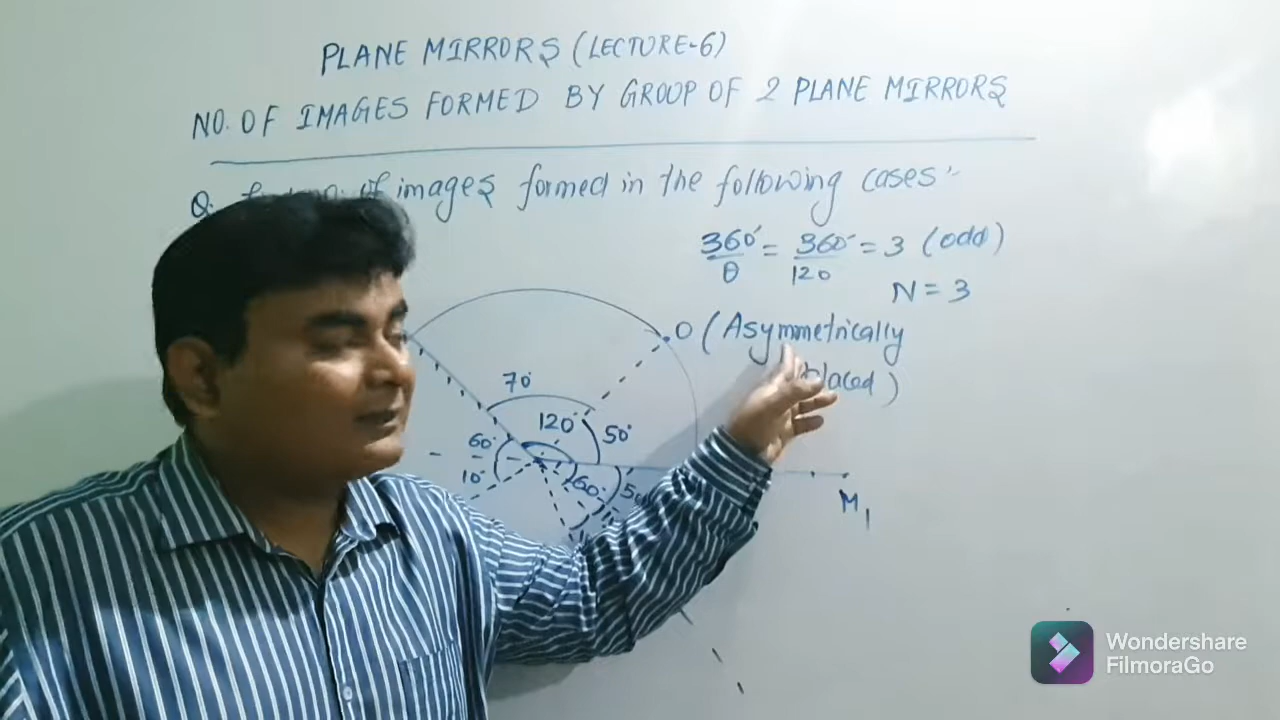 PLANE MIRRORS (LECTURE-6)
NO. OF IMAGES FORMED BY GROUP OF 2 PLANE MIRRORS
Q. of images formed in the following cases :-
360° / θ = 360° / 120 = 3 (odd)
N = 3
O (Asymmetrically
placed)
70°
120°
50°
60°
10°
60°
M1
Wondershare
FilmoraGo